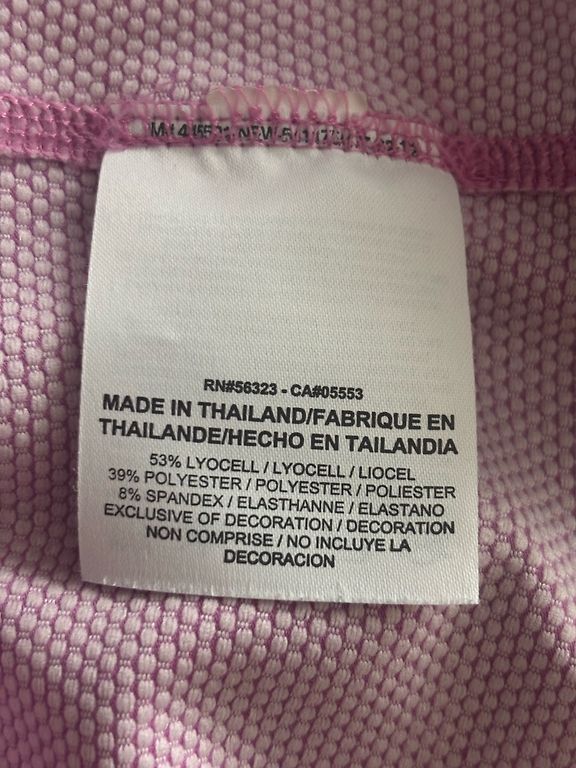 RN#56323 - CA#05553
MADE IN THAILAND/FABRIQUE EN
THAILANDE/HECHO EN TAILANDIA
53% LYOCELL / LYOCELL / LIOCEL
39% POLYESTER / POLYESTER / POLIESTER
8% SPANDEX / ELASTHANNE / ELASTANO
EXCLUSIVE OF DECORATION / DECORATION
NON COMPRISE / NO INCLUYE LA
DECORACION